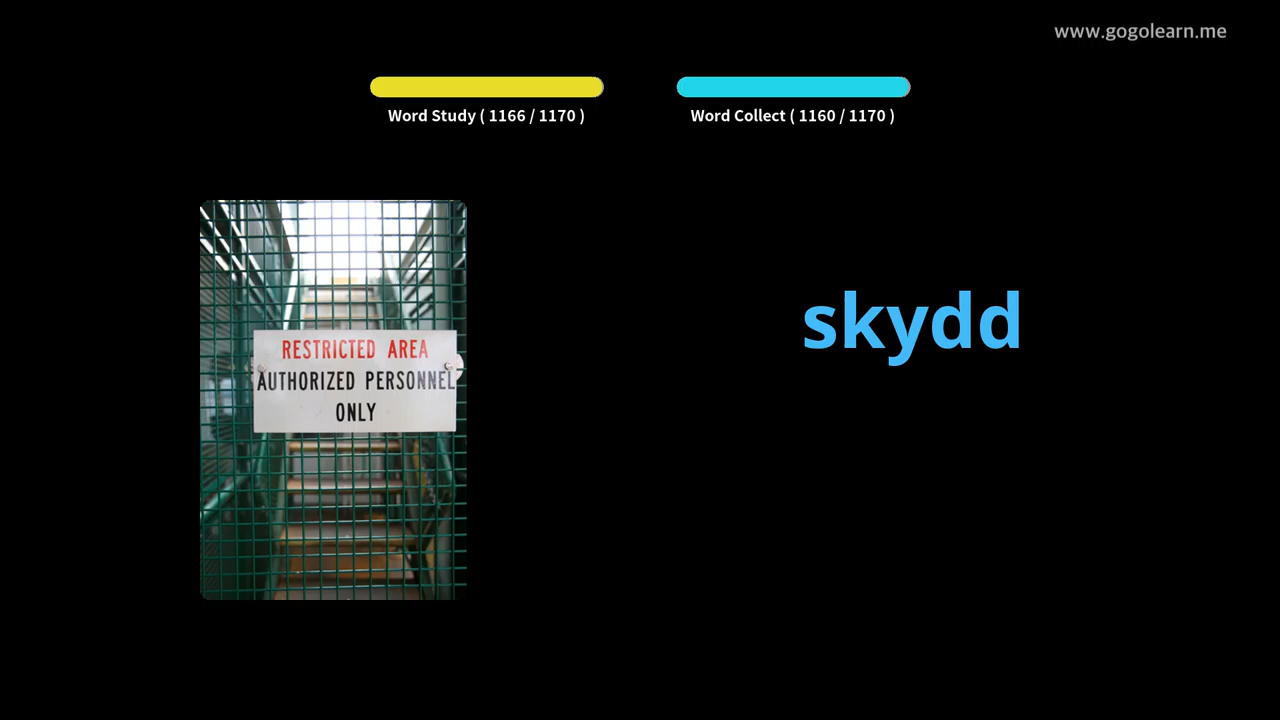 www.gogolearn.me
Word Study ( 1166 / 1170 )
Word Collect ( 1160 / 1170 )
RESTRICTED AREA
AUTHORIZED PERSONNEL
ONLY
skydd